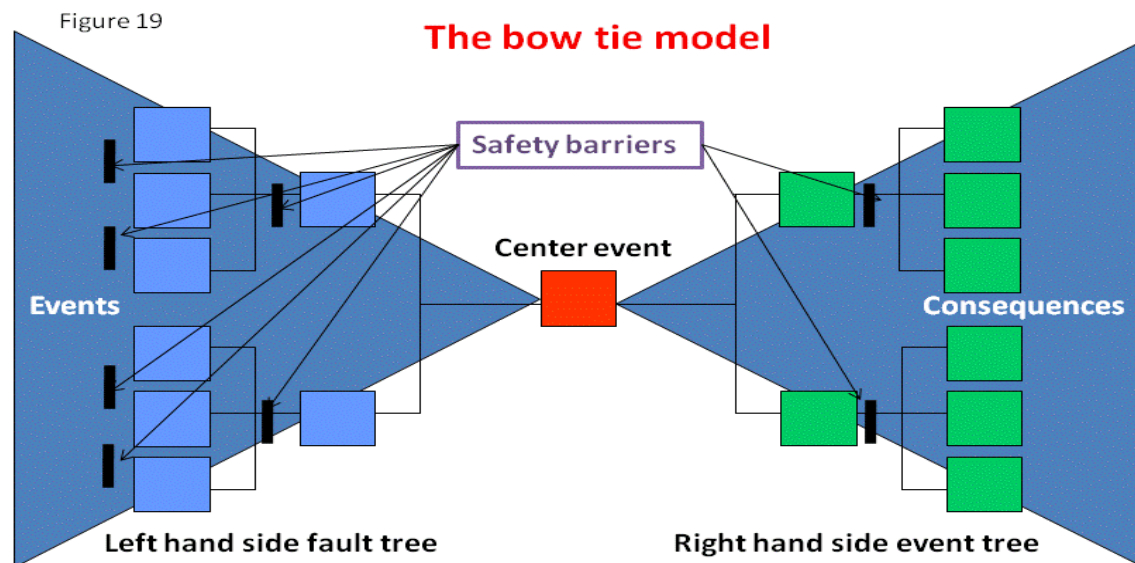 Figure 19
The bow tie model
Safety barriers
Center event
Events
Consequences
Left hand side fault tree
Right hand side event tree